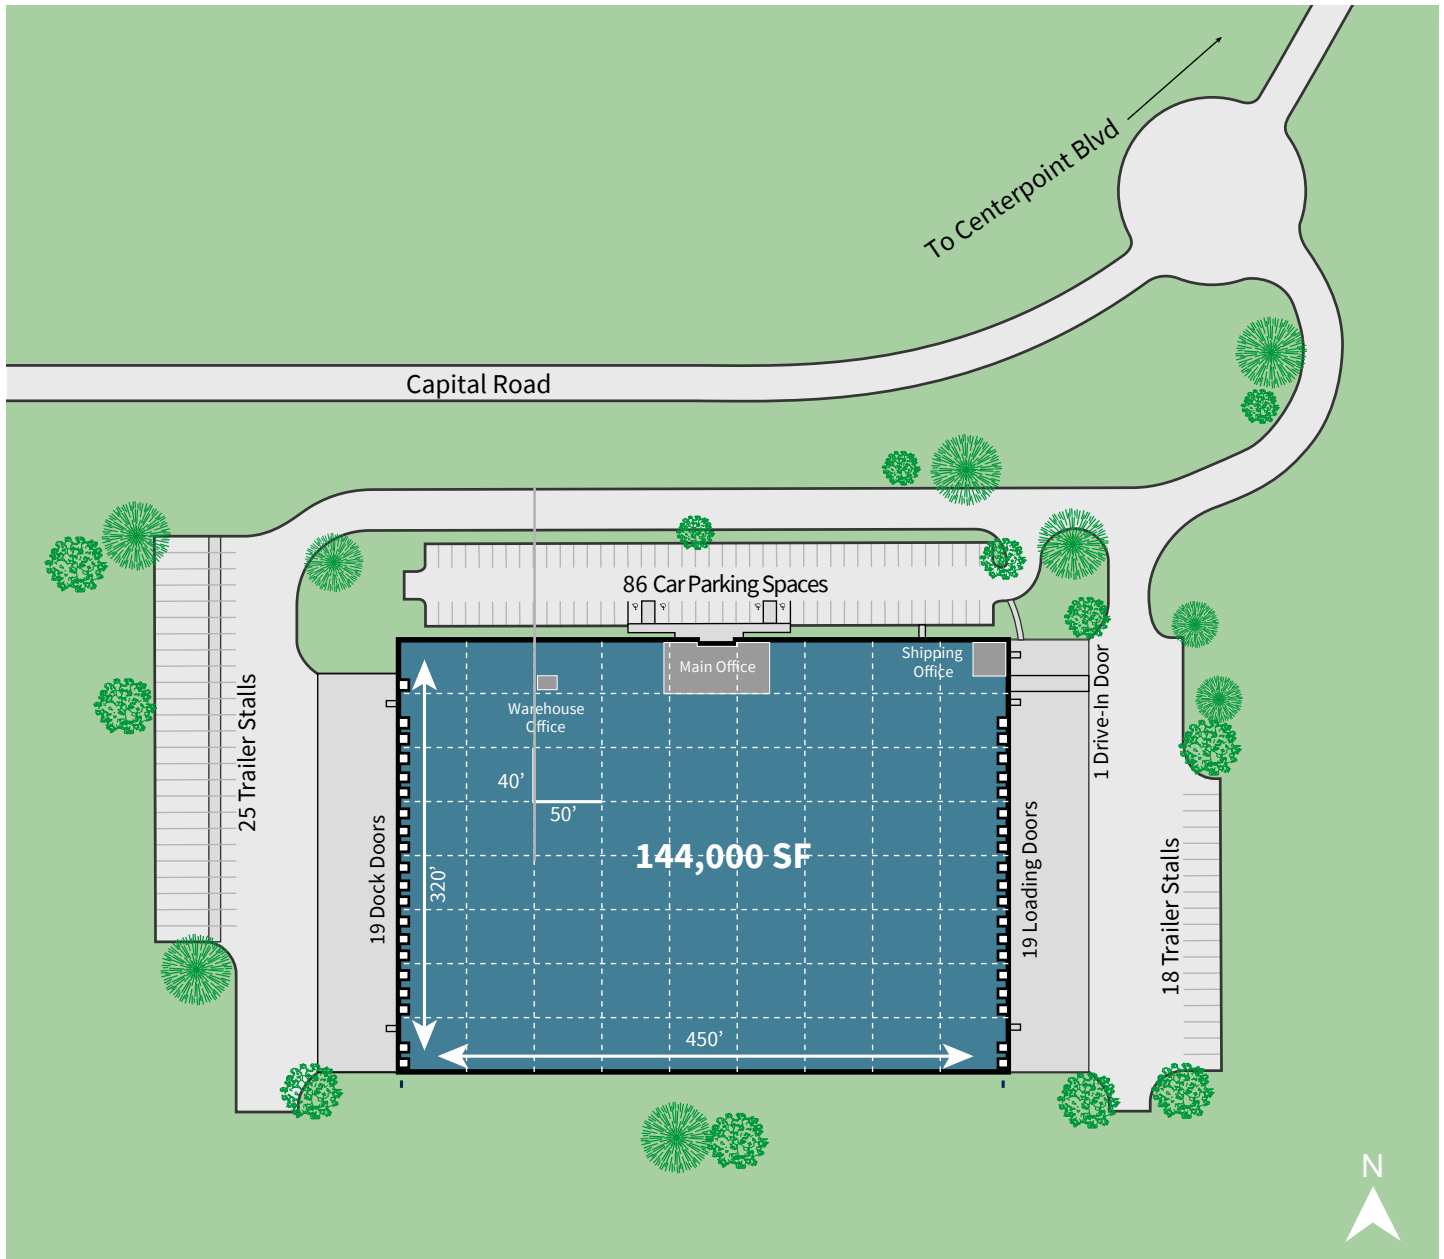 To Centerpoint Blvd
Capital Road
86 Car Parking Spaces
Main Office
Shipping
Office
Warehouse
Office
25 Trailer Stalls
1 Drive-In Door
40’
50’
144,000 SF
19 Dock Doors
320’
19 Loading Doors
18 Trailer Stalls
450’
N